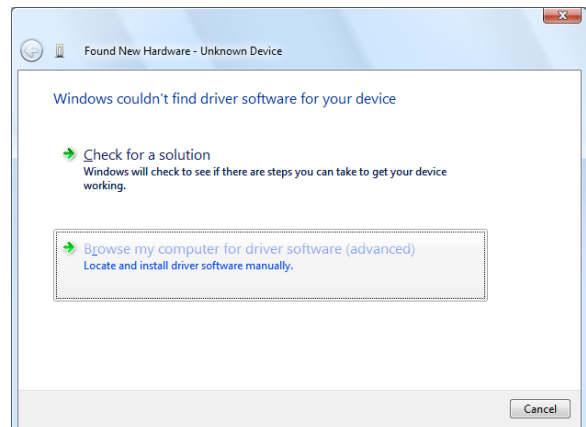 Found New Hardware - Unknown Device
Windows couldn't find driver software for your device
Check for a solution
Windows will check to see if there are steps you can take to get your device
working.
Browse my computer for driver software (advanced)
Locate and install driver software manually.
Cancel